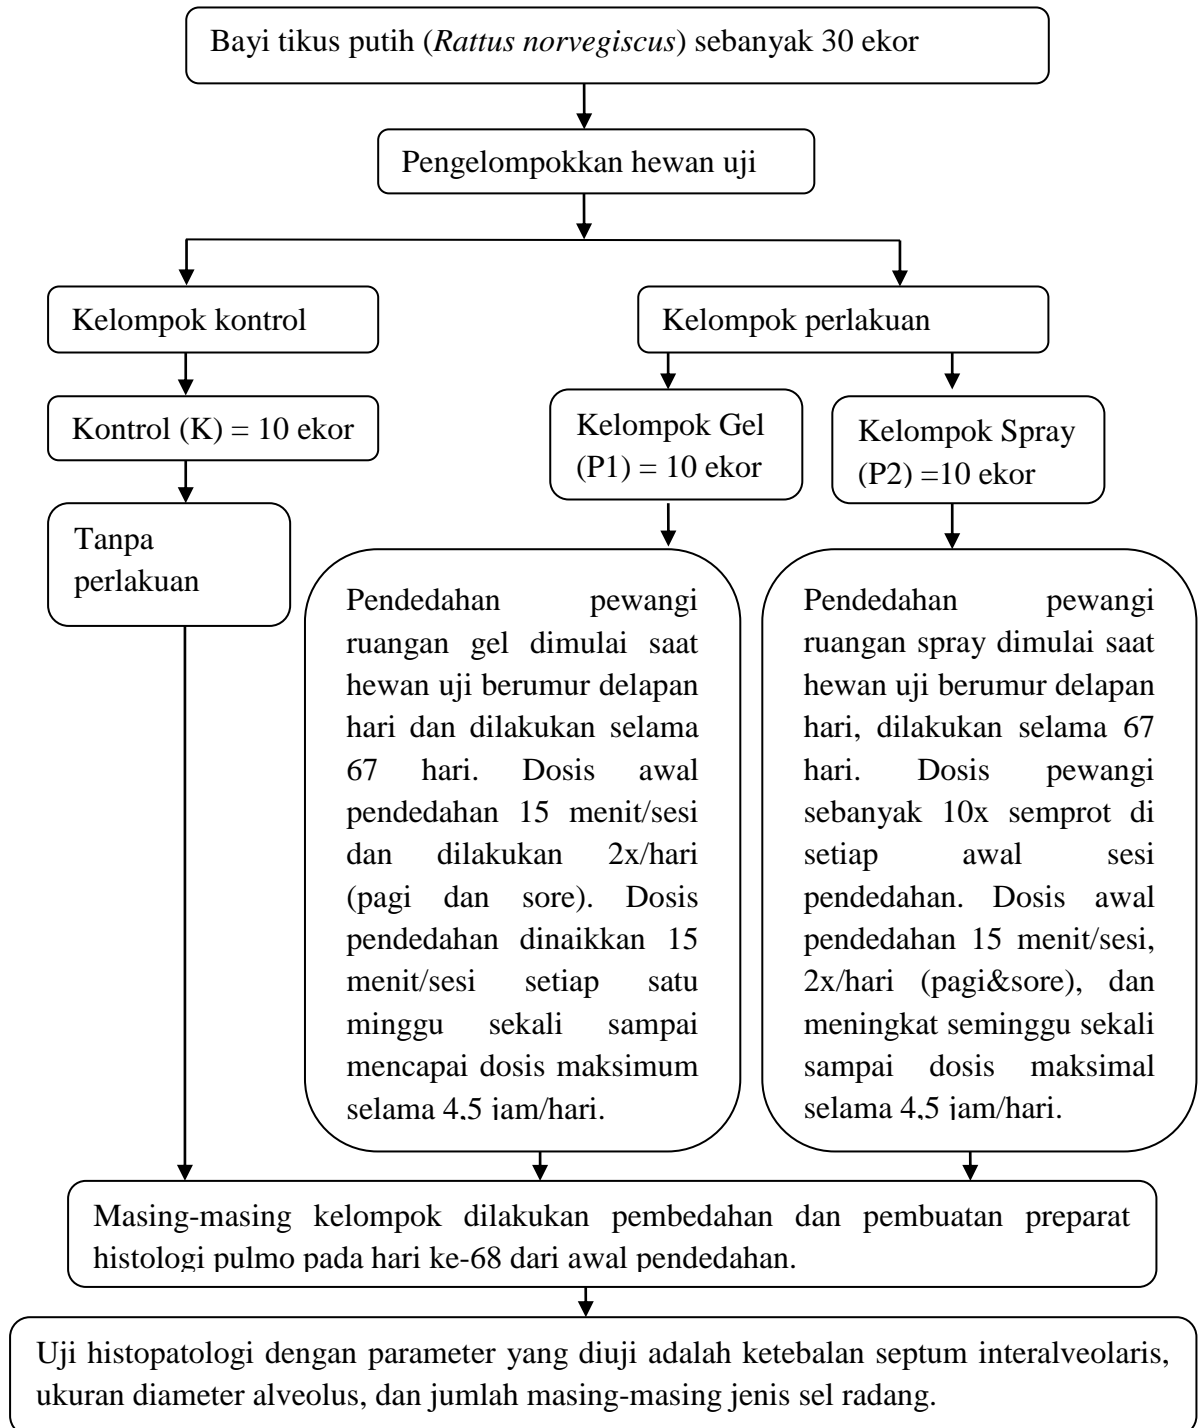 Bayi tikus putih (Rattus norvegiscus) sebanyak 30 ekor
Pengelompokkan hewan uji
Kelompok kontrol
Kelompok perlakuan
Kontrol (K) = 10 ekor
Kelompok Gel
(P1) = 10 ekor
Kelompok Spray
(P2) =10 ekor
Tanpa
perlakuan
Pendedahan pewangi
ruangan gel dimulai saat
hewan uji berumur delapan
hari dan dilakukan selama
67 hari. Dosis awal
pendedahan 15 menit/sesi
dan dilakukan 2x/hari
(pagi dan sore). Dosis
pendedahan dinaikkan 15
menit/sesi setiap satu
minggu sekali sampai
mencapai dosis maksimum
selama 4,5 jam/hari.
Pendedahan pewangi
ruangan spray dimulai saat
hewan uji berumur delapan
hari, dilakukan selama 67
hari. Dosis pewangi
sebanyak 10x semprot di
setiap awal sesi
pendedahan. Dosis awal
pendedahan 15 menit/sesi,
2x/hari (pagi&sore), dan
meningkat seminggu sekali
sampai dosis maksimal
selama 4,5 jam/hari.
Masing-masing kelompok dilakukan pembedahan dan pembuatan preparat
histologi pulmo pada hari ke-68 dari awal pendedahan.
Uji histopatologi dengan parameter yang diuji adalah ketebalan septum interalveolaris,
ukuran diameter alveolus, dan jumlah masing-masing jenis sel radang.